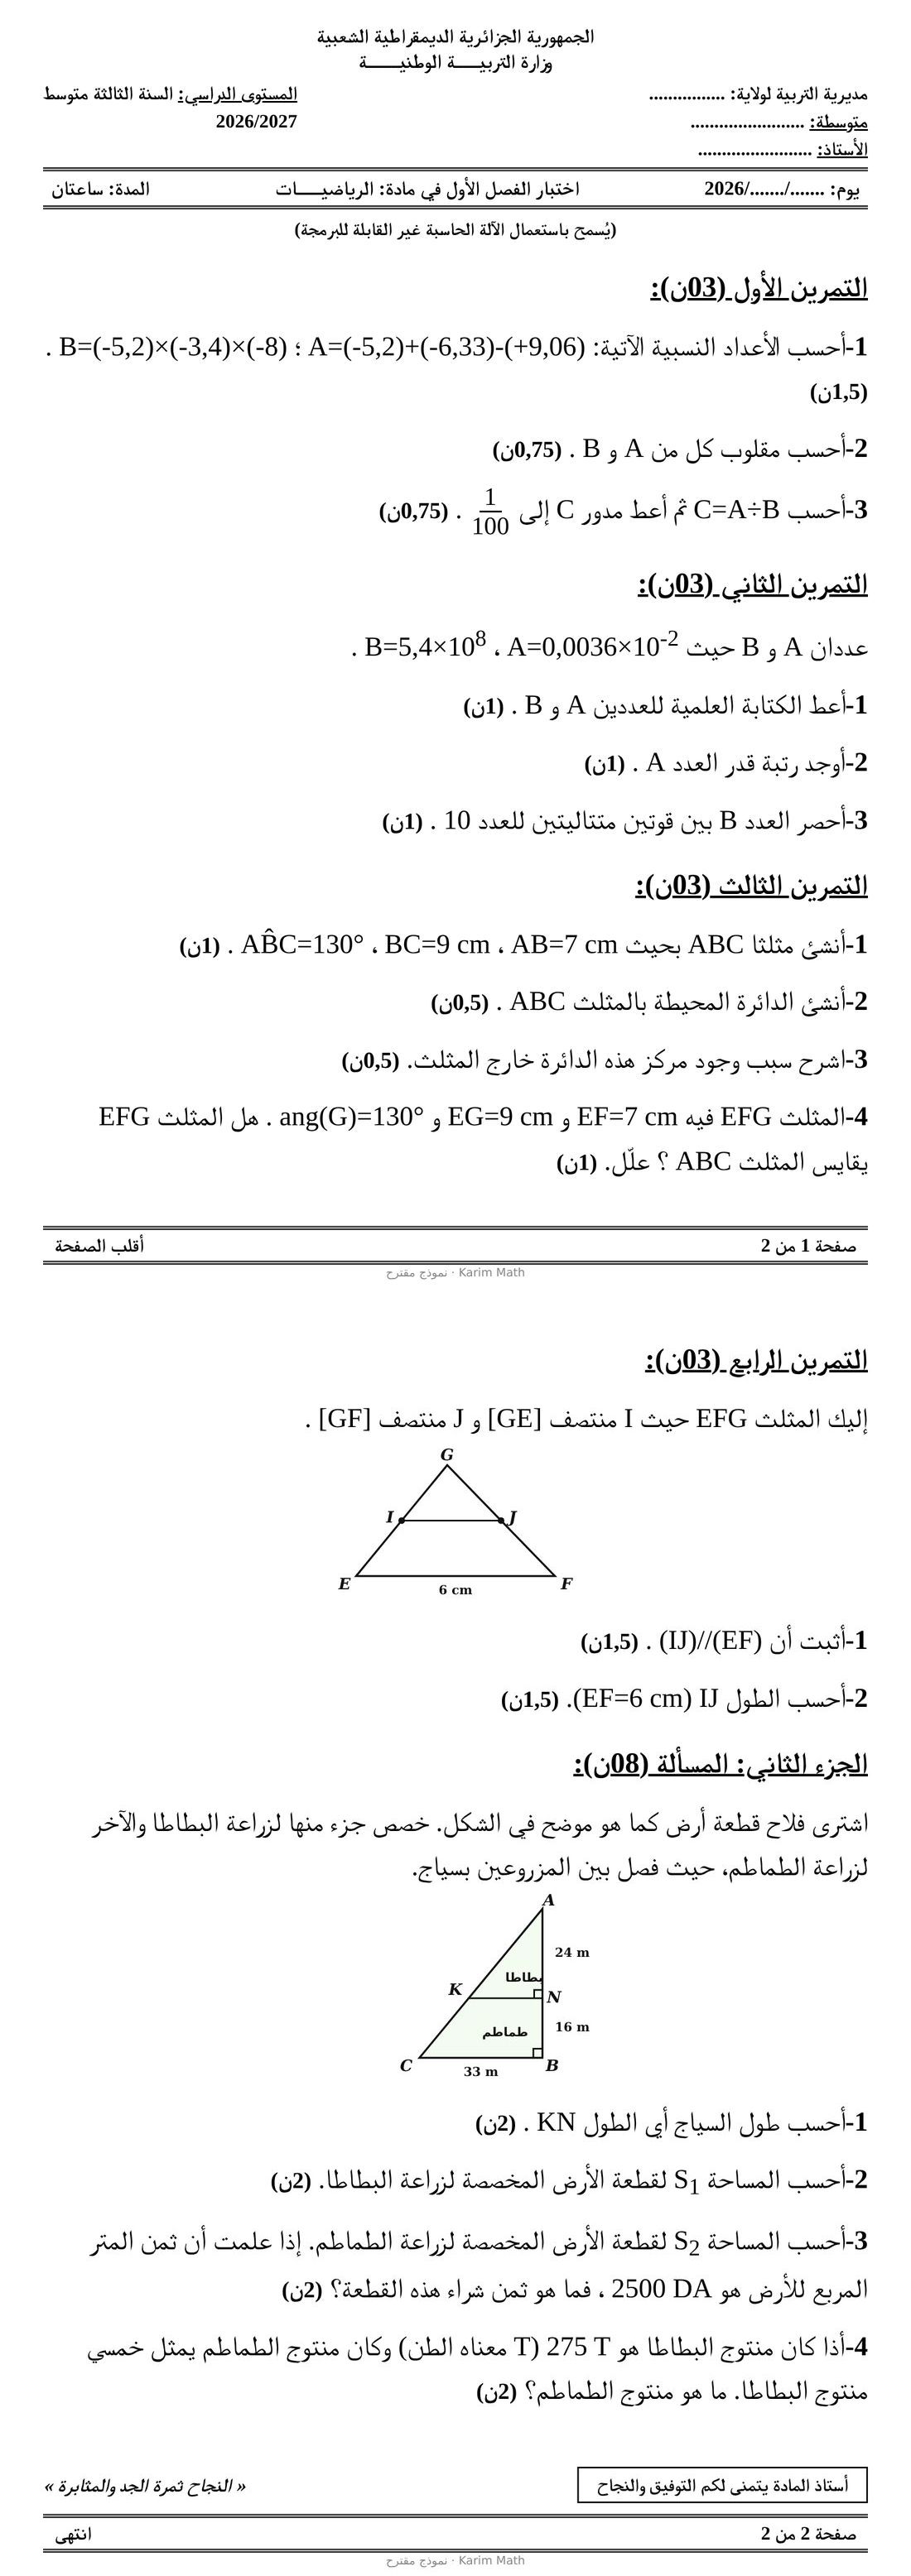 الجمهورية الجزائرية الديمقراطية الشعبية
وزارة التربيـــــة الوطنيـــــــة
مديرية التربية لولاية: ................
المستوى الدراسي: السنة الثالثة متوسط
متوسطة: ........................
2026/2027
الأستاذ: ........................
يوم: ......./......./2026
اختبار الفصل الأول في مادة: الرياضيـــــات
المدة: ساعتان
(يُسمح باستعمال الآلة الحاسبة غير القابلة للبرمجة)
التمرين الأول (03ن):
1-أحسب الأعداد النسبية الآتية: A=(-5,2)+(-6,33)-(+9,06) ؛ B=(-5,2)×(-3,4)×(-8) .
(1,5ن)
2-أحسب مقلوب كل من A و B . (0,75ن)
3-أحسب C=A÷B ثم أعط مدور C إلى 1/100 . (0,75ن)
التمرين الثاني (03ن):
عددان A و B حيث A=0,0036×10⁻² ، B=5,4×10⁸ .
1-أعط الكتابة العلمية للعددين A و B . (1ن)
2-أوجد رتبة قدر العدد A . (1ن)
3-أحصر العدد B بين قوتين متتاليتين للعدد 10 . (1ن)
التمرين الثالث (03ن):
1-أنشئ مثلثا ABC بحيث AB=7 cm ، BC=9 cm ، AB̂C=130° . (1ن)
2-أنشئ الدائرة المحيطة بالمثلث ABC . (0,5ن)
3-اشرح سبب وجود مركز هذه الدائرة خارج المثلث. (0,5ن)
4-المثلث EFG فيه EF=7 cm و EG=9 cm و ang(G)=130° . هل المثلث EFG
يقايس المثلث ABC ؟ علّل. (1ن)
صفحة 1 من 2
أقلب الصفحة
Karim Math · نموذج مقترح
التمرين الرابع (03ن):
إليك المثلث EFG حيث I منتصف [GE] و J منتصف [GF] .
G
I
J
E
F
6 cm
1-أثبت أن (IJ)//(EF) . (1,5ن)
2-أحسب الطول IJ (EF=6 cm). (1,5ن)
الجزء الثاني: المسألة (08ن):
اشترى فلاح قطعة أرض كما هو موضح في الشكل. خصص جزء منها لزراعة البطاطا والآخر
لزراعة الطماطم، حيث فصل بين المزروعين بسياج.
A
24 m
بطاطا
K
N
طماطم
16 m
C
B
33 m
1-أحسب طول السياج أي الطول KN . (2ن)
2-أحسب المساحة S₁ لقطعة الأرض المخصصة لزراعة البطاطا. (2ن)
3-أحسب المساحة S₂ لقطعة الأرض المخصصة لزراعة الطماطم. إذا علمت أن ثمن المتر
المربع للأرض هو 2500 DA ، فما هو ثمن شراء هذه القطعة؟ (2ن)
4-أذا كان منتوج البطاطا هو 275 T (T معناه الطن) وكان منتوج الطماطم يمثل خمسي
منتوج البطاطا. ما هو منتوج الطماطم؟ (2ن)
أستاذ المادة يتمنى لكم التوفيق والنجاح
« النجاح ثمرة الجد والمثابرة »
صفحة 2 من 2
انتهى
Karim Math · نموذج مقترح